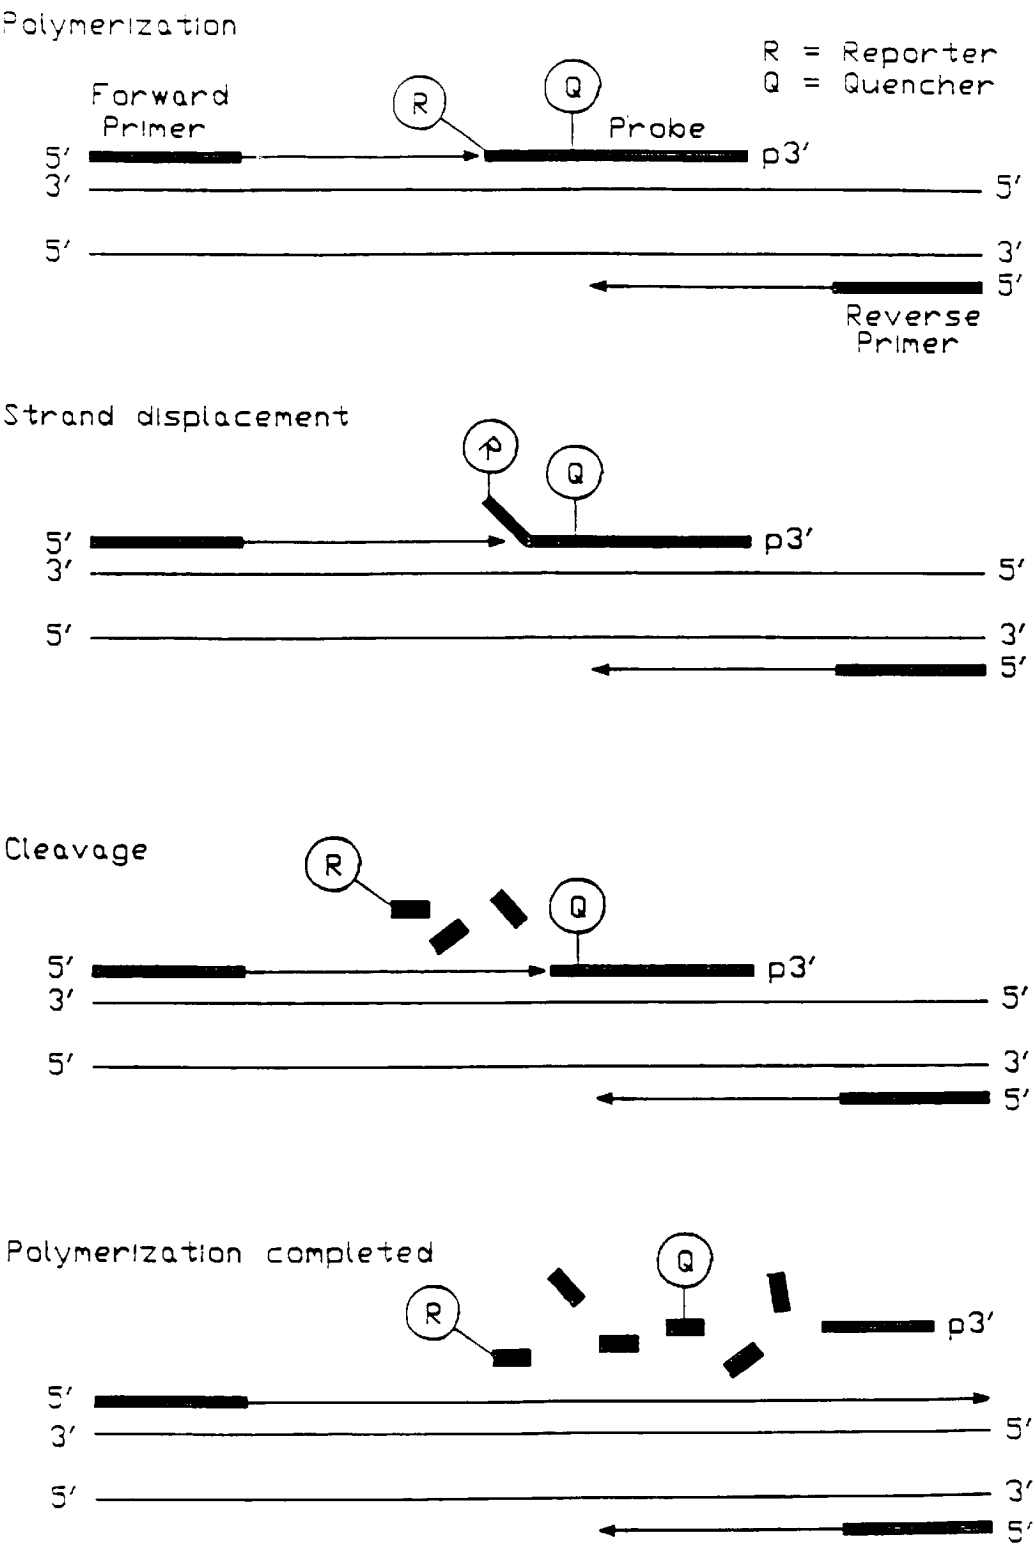 Polymerization
R = Reporter
Q = Quencher
Forward
Primer
R
Q
Probe
5′
p3′
3′
5′
5′
3′
5′
Reverse
Primer
Strand displacement
R
Q
5′
p3′
3′
5′
5′
3′
5′
Cleavage
R
Q
5′
p3′
3′
5′
5′
3′
5′
Polymerization completed
R
Q
p3′
5′
3′
5′
5′
3′
5′